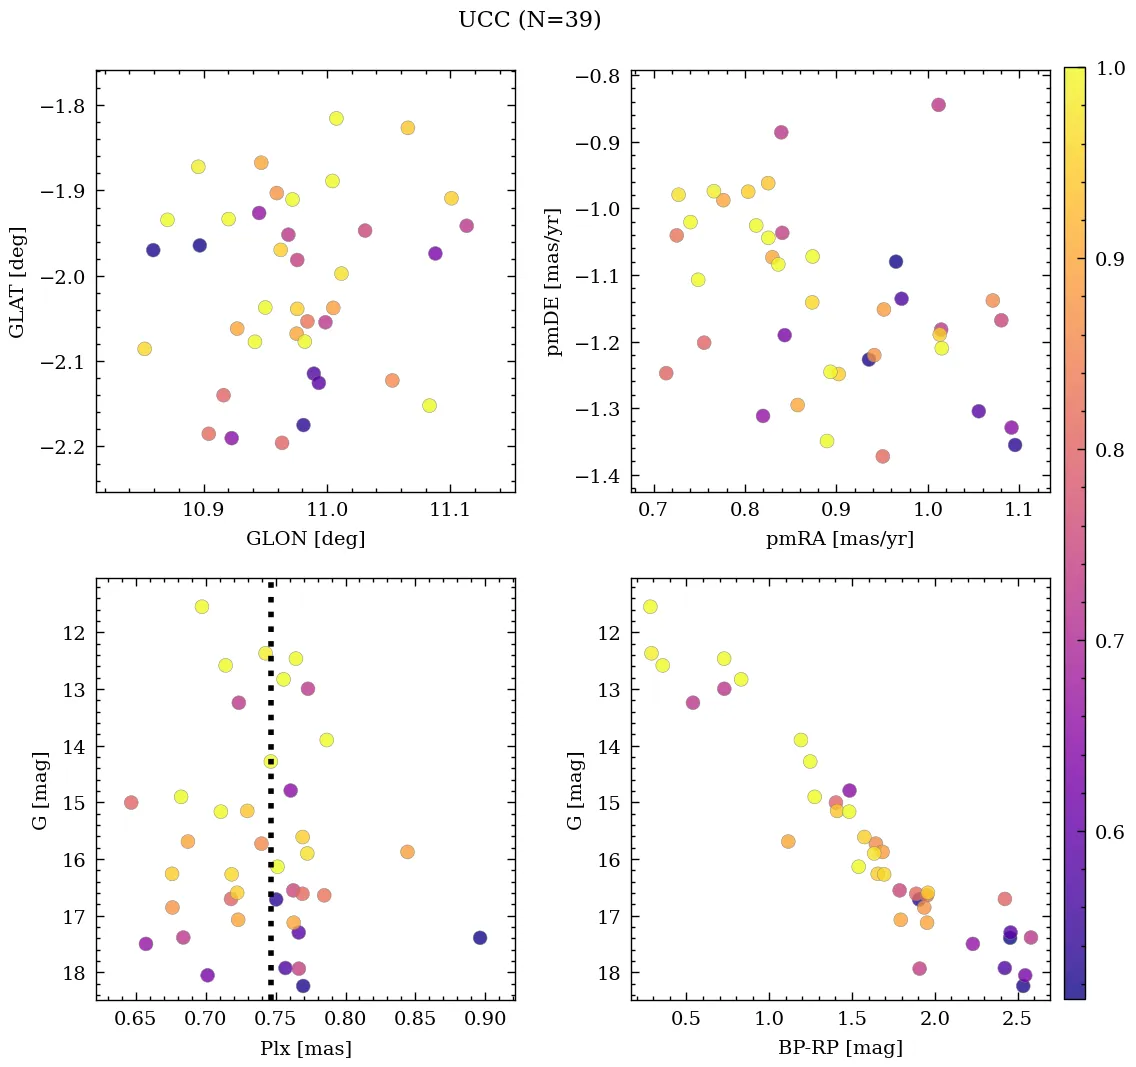 UCC (N=39)
−1.8
−1.9
−2.0
−2.1
−2.2
GLAT [deg]
10.9 11.0 11.1
GLON [deg]
−0.8
−0.9
−1.0
−1.1
−1.2
−1.3
−1.4
pmDE [mas/yr]
0.7 0.8 0.9 1.0 1.1
pmRA [mas/yr]
12
13
14
15
16
17
18
G [mag]
0.65 0.70 0.75 0.80 0.85 0.90
Plx [mas]
12
13
14
15
16
17
18
G [mag]
0.5 1.0 1.5 2.0 2.5
BP-RP [mag]
1.0
0.9
0.8
0.7
0.6